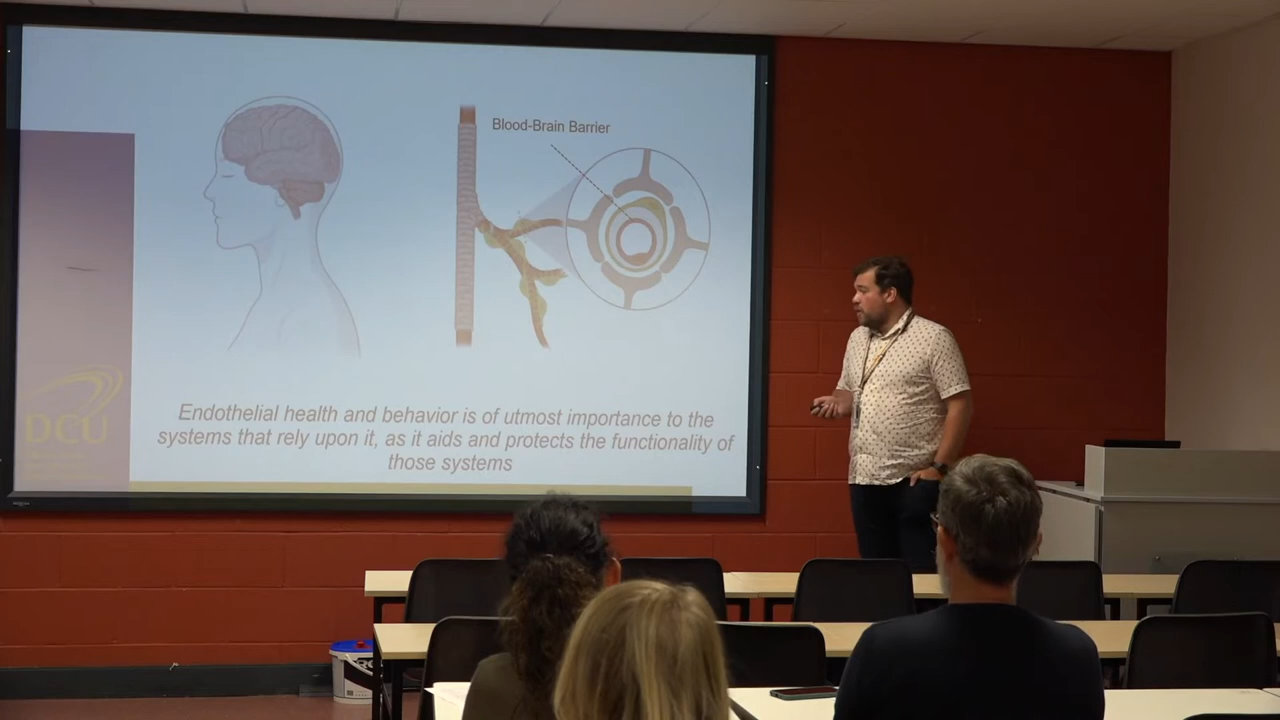 Blood-Brain Barrier
DCU
Endothelial health and behavior is of utmost importance to the
systems that rely upon it, as it aids and protects the functionality of
those systems